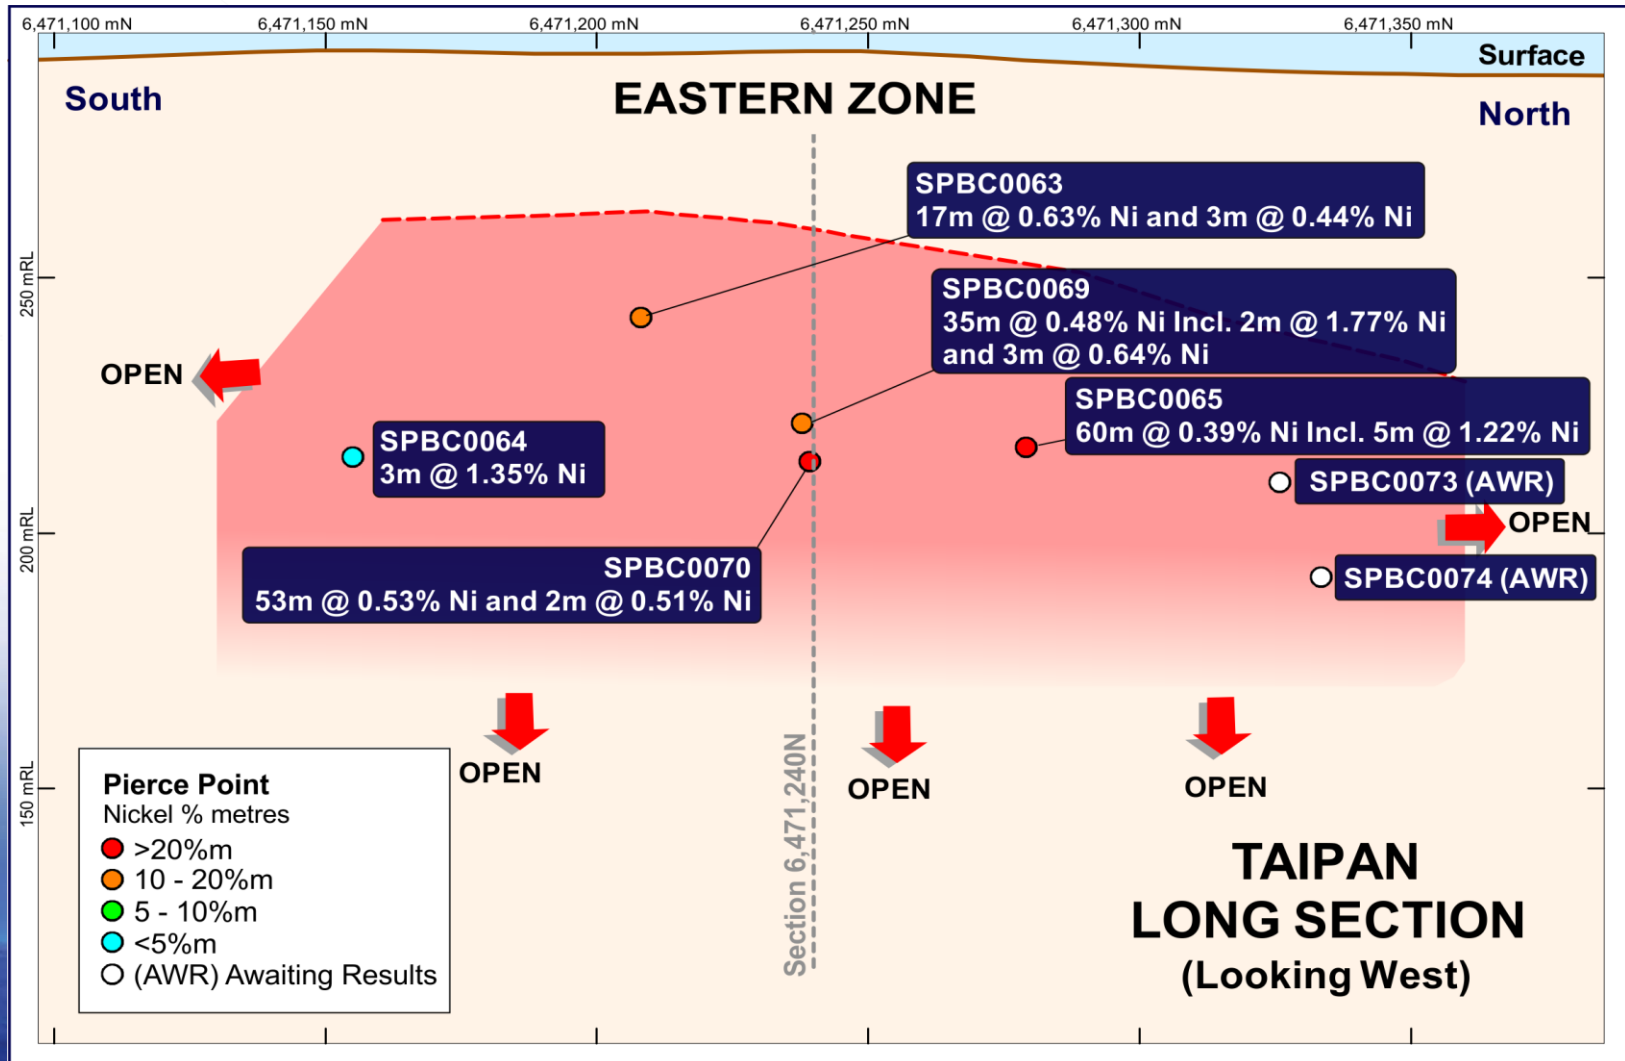 6,471,100 mN
6,471,150 mN
6,471,200 mN
6,471,250 mN
6,471,300 mN
6,471,350 mN
Surface
South
EASTERN ZONE
North
SPBC0063
17m @ 0.63% Ni and 3m @ 0.44% Ni
250 mRL
SPBC0069
35m @ 0.48% Ni Incl. 2m @ 1.77% Ni
and 3m @ 0.64% Ni
OPEN
SPBC0065
60m @ 0.39% Ni Incl. 5m @ 1.22% Ni
SPBC0064
3m @ 1.35% Ni
SPBC0073 (AWR)
OPEN
200 mRL
SPBC0070
53m @ 0.53% Ni and 2m @ 0.51% Ni
SPBC0074 (AWR)
OPEN
OPEN
OPEN
150 mRL
Section 6,471,240N
Pierce Point
Nickel % metres
>20%m
10 - 20%m
5 - 10%m
<5%m
(AWR) Awaiting Results
TAIPAN
LONG SECTION
(Looking West)